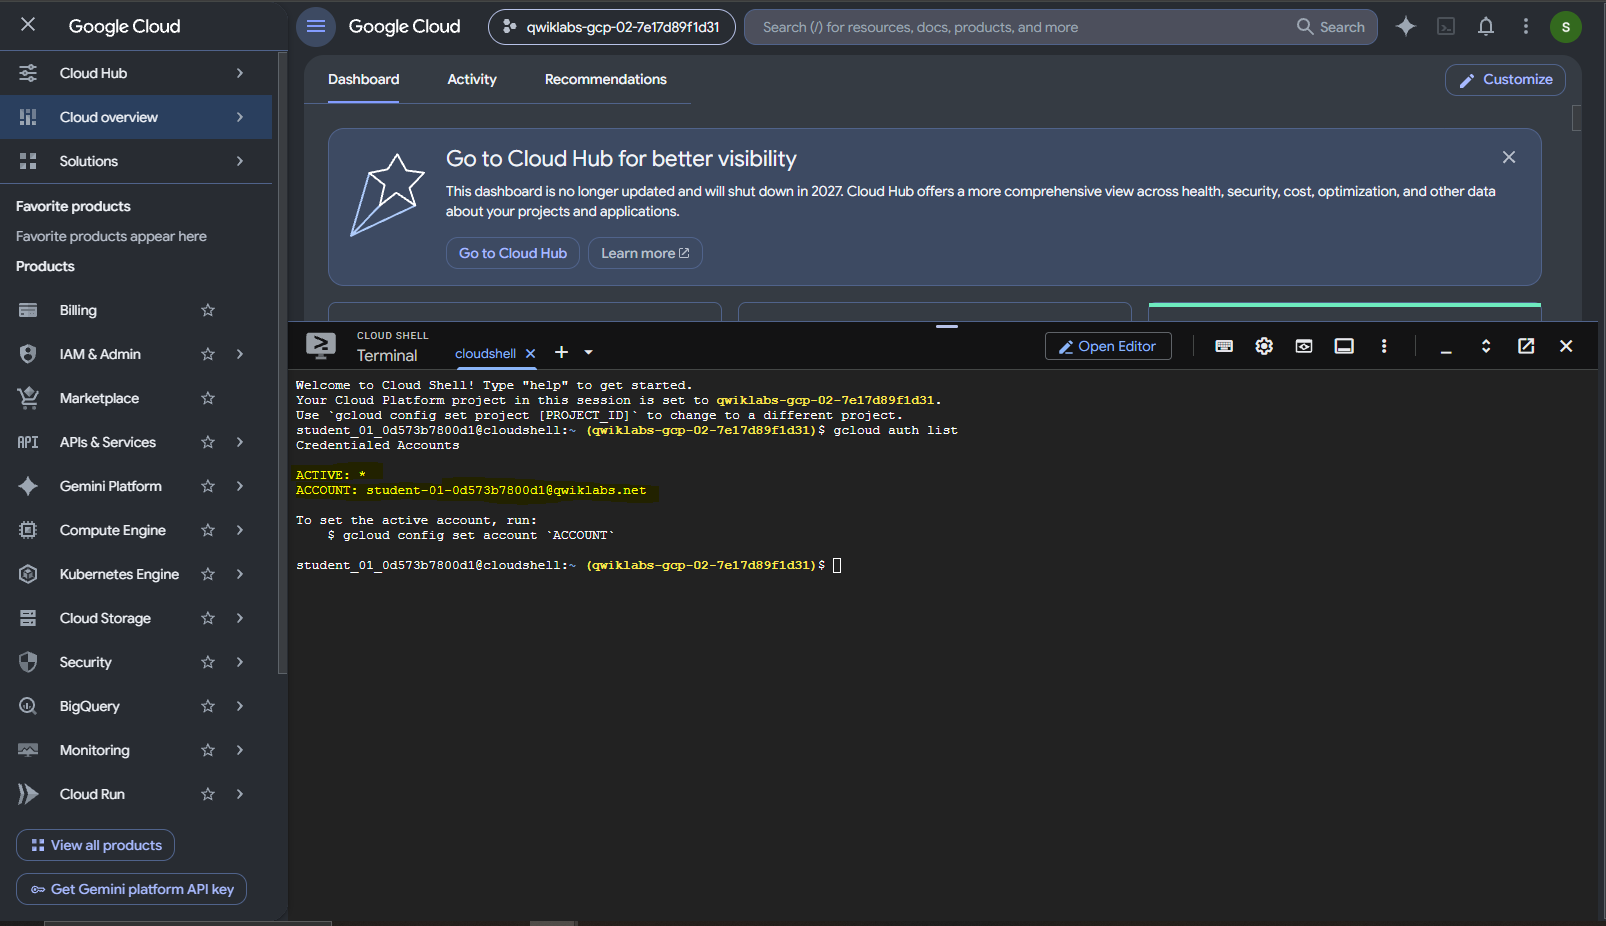 Google Cloud
Cloud Hub
Cloud overview
Solutions
Favorite products
Favorite products appear here
Products
Billing
IAM & Admin
Marketplace
API APIs & Services
Gemini Platform
Compute Engine
Kubernetes Engine
Cloud Storage
Security
BigQuery
Monitoring
Cloud Run
View all products
Get Gemini platform API key
Google Cloud
qwiklabs-gcp-02-7e17d89f1d31
Search (/) for resources, docs, products, and more
Search
S
Dashboard Activity Recommendations
Customize
Go to Cloud Hub for better visibility
This dashboard is no longer updated and will shut down in 2027. Cloud Hub offers a more comprehensive view across health, security, cost, optimization, and other data
about your projects and applications.
Go to Cloud Hub
Learn more
CLOUD SHELL
Terminal
cloudshell
Open Editor
Welcome to Cloud Shell! Type "help" to get started.
Your Cloud Platform project in this session is set to qwiklabs-gcp-02-7e17d89f1d31.
Use `gcloud config set project [PROJECT_ID]` to change to a different project.
student_01_0d573b7800d1@cloudshell:~ (qwiklabs-gcp-02-7e17d89f1d31)$ gcloud auth list
Credentialed Accounts
ACTIVE: *
ACCOUNT: student-01-0d573b7800d1@qwiklabs.net
To set the active account, run:
$ gcloud config set account `ACCOUNT`
student_01_0d573b7800d1@cloudshell:~ (qwiklabs-gcp-02-7e17d89f1d31)$